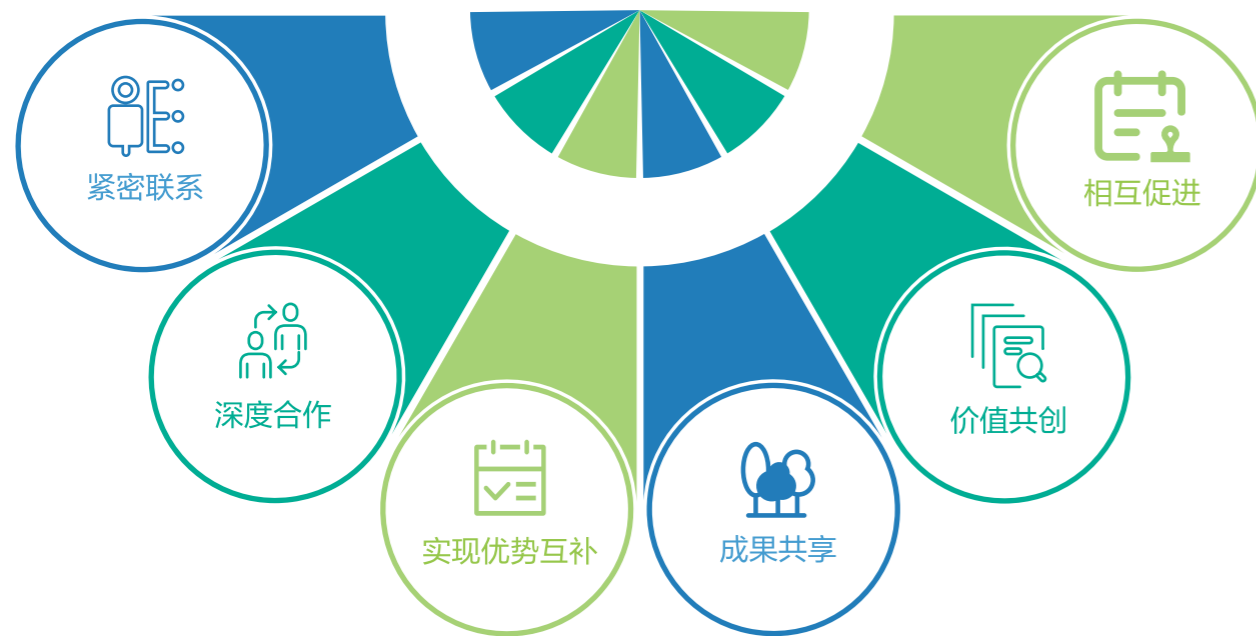 紧密联系
深度合作
实现优势互补
成果共享
价值共创
相互促进